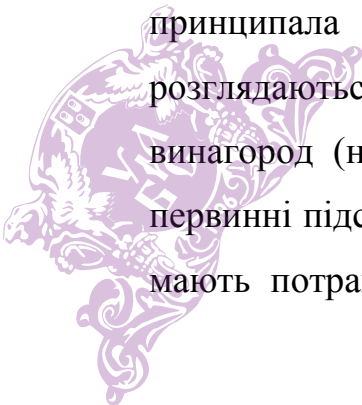 принципала
розглядаютьс
винагород (н
первинні підс
мають потра